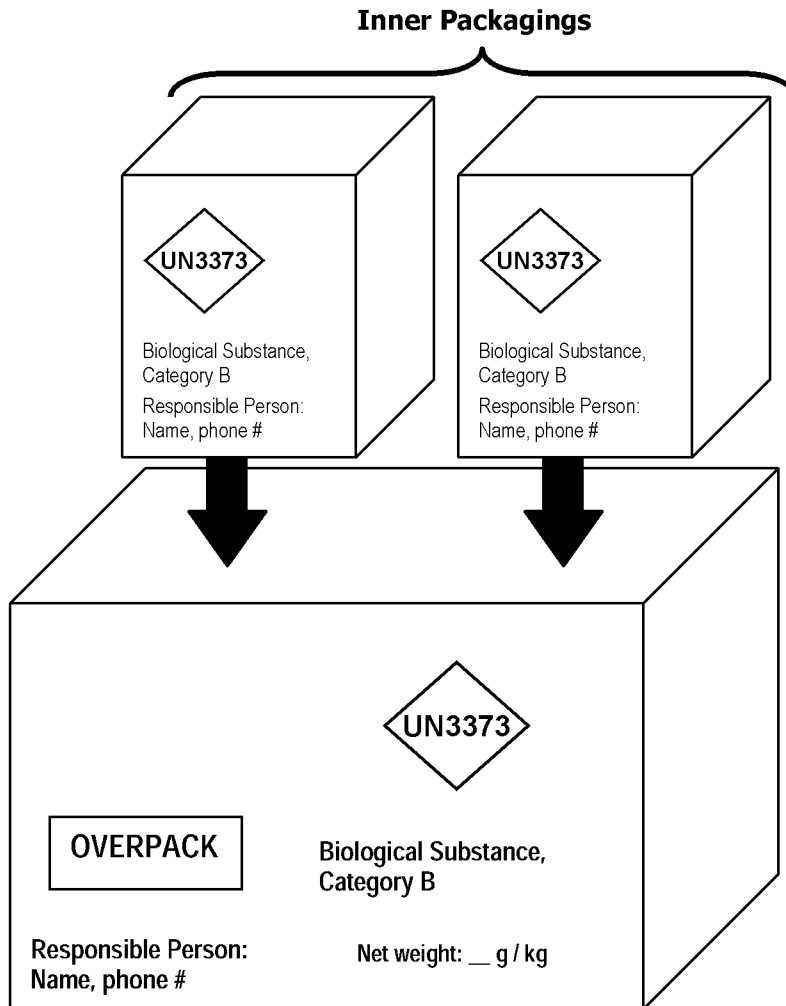 Inner Packagings
UN3373
Biological Substance,
Category B
Responsible Person:
Name, phone #
UN3373
Biological Substance,
Category B
Responsible Person:
Name, phone #
UN3373
OVERPACK
Biological Substance,
Category B
Responsible Person:
Name, phone #
Net weight: __ g / kg